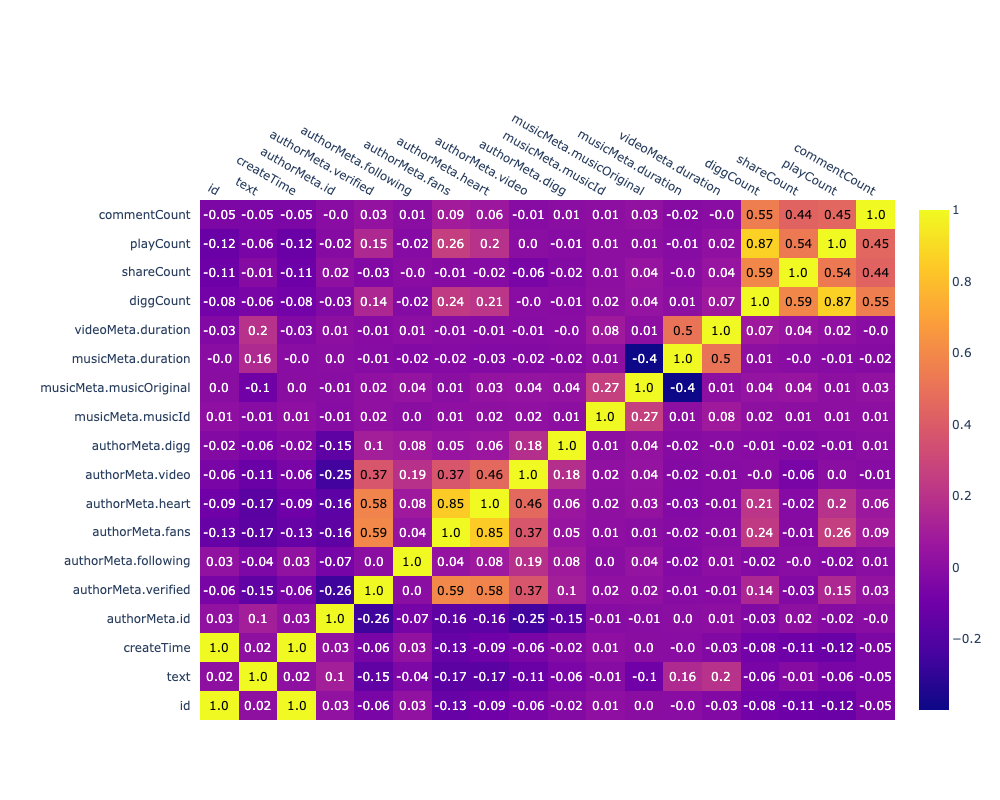 id
text
createTime
authorMeta.id
authorMeta.verified
authorMeta.following
authorMeta.fans
authorMeta.heart
authorMeta.video
authorMeta.digg
musicMeta.musicId
musicMeta.musicOriginal
musicMeta.duration
videoMeta.duration
diggCount
shareCount
playCount
commentCount
commentCount -0.05 -0.05 -0.05 -0.0 0.03 0.01 0.09 0.06 -0.01 0.01 0.01 0.03 -0.02 -0.0 0.55 0.44 0.45 1.0
playCount -0.12 -0.06 -0.12 -0.02 0.15 -0.02 0.26 0.2 0.0 -0.01 0.01 0.01 -0.01 0.02 0.87 0.54 1.0 0.45
shareCount -0.11 -0.01 -0.11 0.02 -0.03 -0.0 -0.01 -0.02 -0.06 -0.02 0.01 0.04 -0.0 0.04 0.59 1.0 0.54 0.44
diggCount -0.08 -0.06 -0.08 -0.03 0.14 -0.02 0.24 0.21 -0.0 -0.01 0.02 0.04 0.01 0.07 1.0 0.59 0.87 0.55
videoMeta.duration -0.03 0.2 -0.03 0.01 -0.01 -0.01 -0.01 -0.01 -0.01 -0.0 0.08 0.01 0.5 1.0 0.07 0.04 0.02 -0.0
musicMeta.duration -0.0 0.16 -0.0 0.0 -0.01 -0.02 -0.02 -0.03 -0.02 -0.02 0.01 -0.4 1.0 0.5 0.01 -0.0 -0.01 -0.02
musicMeta.musicOriginal 0.0 -0.1 0.0 -0.01 0.02 0.04 0.01 0.03 0.04 0.04 0.27 1.0 -0.4 0.01 0.04 0.04 0.01 0.03
musicMeta.musicId 0.01 -0.01 0.01 -0.01 0.02 0.0 0.01 0.02 0.02 0.01 1.0 0.27 0.01 0.08 0.02 0.01 0.01 0.01
authorMeta.digg -0.02 -0.06 -0.02 -0.15 0.1 0.08 0.05 0.06 0.18 1.0 0.01 0.04 -0.02 -0.0 -0.01 -0.02 -0.01 0.01
authorMeta.video -0.06 -0.11 -0.06 -0.25 0.37 0.19 0.37 0.46 1.0 0.18 0.02 0.04 -0.02 -0.01 -0.0 -0.06 0.0 -0.01
authorMeta.heart -0.09 -0.17 -0.09 -0.16 0.58 0.08 0.85 1.0 0.46 0.06 0.02 0.03 -0.03 -0.01 0.21 -0.02 0.2 0.06
authorMeta.fans -0.13 -0.17 -0.13 -0.16 0.59 0.04 1.0 0.85 0.37 0.05 0.01 0.01 -0.02 -0.01 0.24 -0.01 0.26 0.09
authorMeta.following 0.03 -0.04 0.03 -0.07 0.0 1.0 0.04 0.08 0.19 0.08 0.0 0.04 -0.02 -0.01 -0.02 -0.0 -0.02 0.01
authorMeta.verified -0.06 -0.15 -0.06 -0.26 1.0 0.0 0.59 0.58 0.37 0.1 0.02 0.02 -0.01 -0.01 0.14 -0.03 0.15 0.03
authorMeta.id 0.03 0.1 0.03 1.0 -0.26 -0.07 -0.16 -0.16 -0.25 -0.15 -0.01 -0.01 0.0 0.01 -0.03 0.02 -0.02 -0.0
createTime 1.0 0.02 1.0 0.03 -0.06 0.03 -0.13 -0.09 -0.06 -0.02 0.01 0.0 -0.0 -0.03 -0.08 -0.11 -0.12 -0.05
text 0.02 1.0 0.02 0.1 -0.15 -0.04 -0.17 -0.17 -0.11 -0.06 -0.01 -0.1 0.16 0.2 -0.06 -0.01 -0.06 -0.05
id 1.0 0.02 1.0 0.03 -0.06 0.03 -0.13 -0.09 -0.06 -0.02 0.01 0.0 -0.0 -0.03 -0.08 -0.11 -0.12 -0.05
1
0.8
0.6
0.4
0.2
0
−0.2